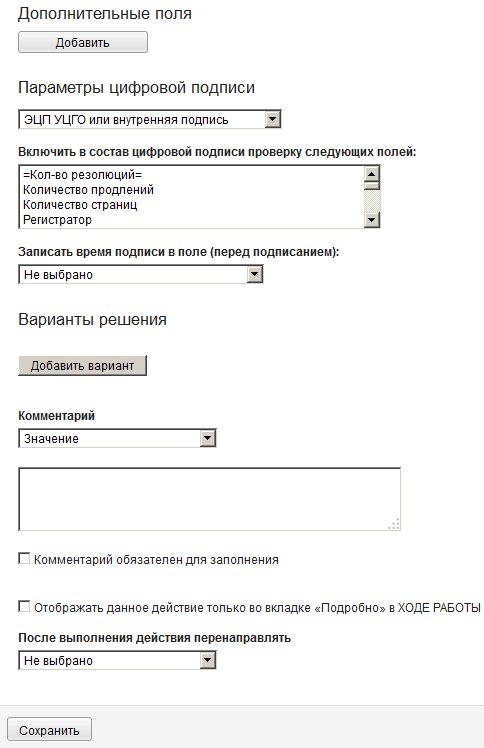 Дополнительные поля
Добавить
Параметры цифровой подписи
ЭЦП УЦГО или внутренняя подпись
Включить в состав цифровой подписи проверку следующих полей:
=Кол-во резолюций=
Количество продлений
Количество страниц
Регистратор
Записать время подписи в поле (перед подписанием):
Не выбрано
Варианты решения
Добавить вариант
Комментарий
Значение
Комментарий обязателен для заполнения
Отображать данное действие только во вкладке «Подробно» в ХОДЕ РАБОТЫ
После выполнения действия перенаправлять
Не выбрано
Сохранить